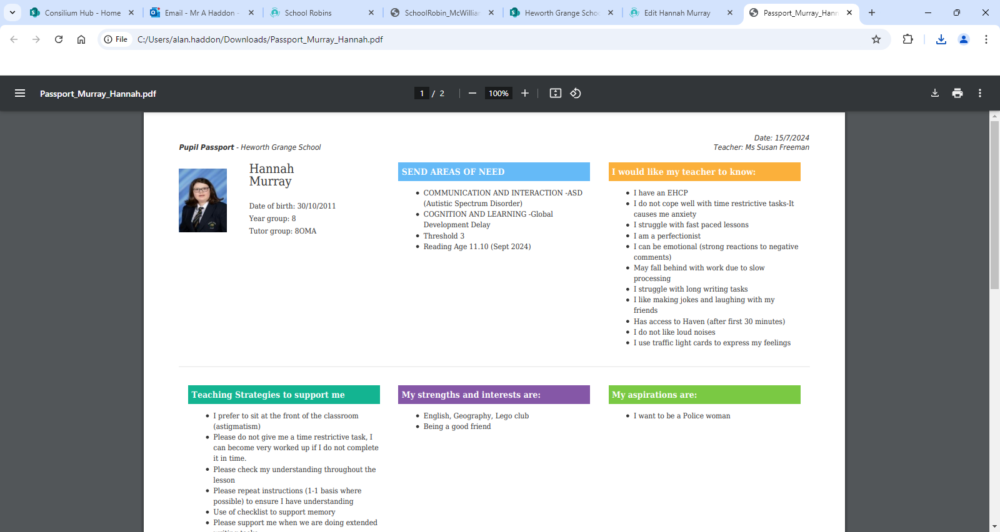 Consilium Hub - Home
Email - Mr A Haddon -
School Robins
SchoolRobin_McWillia
Heworth Grange Schoo
Edit Hannah Murray
Passport_Murray_Hann
File
C:/Users/alan.haddon/Downloads/Passport_Murray_Hannah.pdf
Passport_Murray_Hannah.pdf
1 / 2
100%
Date: 15/7/2024
Pupil Passport - Heworth Grange School
Teacher: Ms Susan Freeman
Hannah
Murray
Date of birth: 30/10/2011
Year group: 8
Tutor group: 8OMA
SEND AREAS OF NEED
• COMMUNICATION AND INTERACTION -ASD
(Autistic Spectrum Disorder)
• COGNITION AND LEARNING -Global
Development Delay
• Threshold 3
• Reading Age 11.10 (Sept 2024)
I would like my teacher to know:
• I have an EHCP
• I do not cope well with time restrictive tasks-It
causes me anxiety
• I struggle with fast paced lessons
• I am a perfectionist
• I can be emotional (strong reactions to negative
comments)
• May fall behind with work due to slow
processing
• I struggle with long writing tasks
• I like making jokes and laughing with my
friends
• Has access to Haven (after first 30 minutes)
• I do not like loud noises
• I use traffic light cards to express my feelings
Teaching Strategies to support me
• I prefer to sit at the front of the classroom
(astigmatism)
• Please do not give me a time restrictive task, I
can become very worked up if I do not complete
it in time.
• Please check my understanding throughout the
lesson
• Please repeat instructions (1-1 basis where
possible) to ensure I have understanding
• Use of checklist to support memory
• Please support me when we are doing extended
My strengths and interests are:
• English, Geography, Lego club
• Being a good friend
My aspirations are:
• I want to be a Police woman